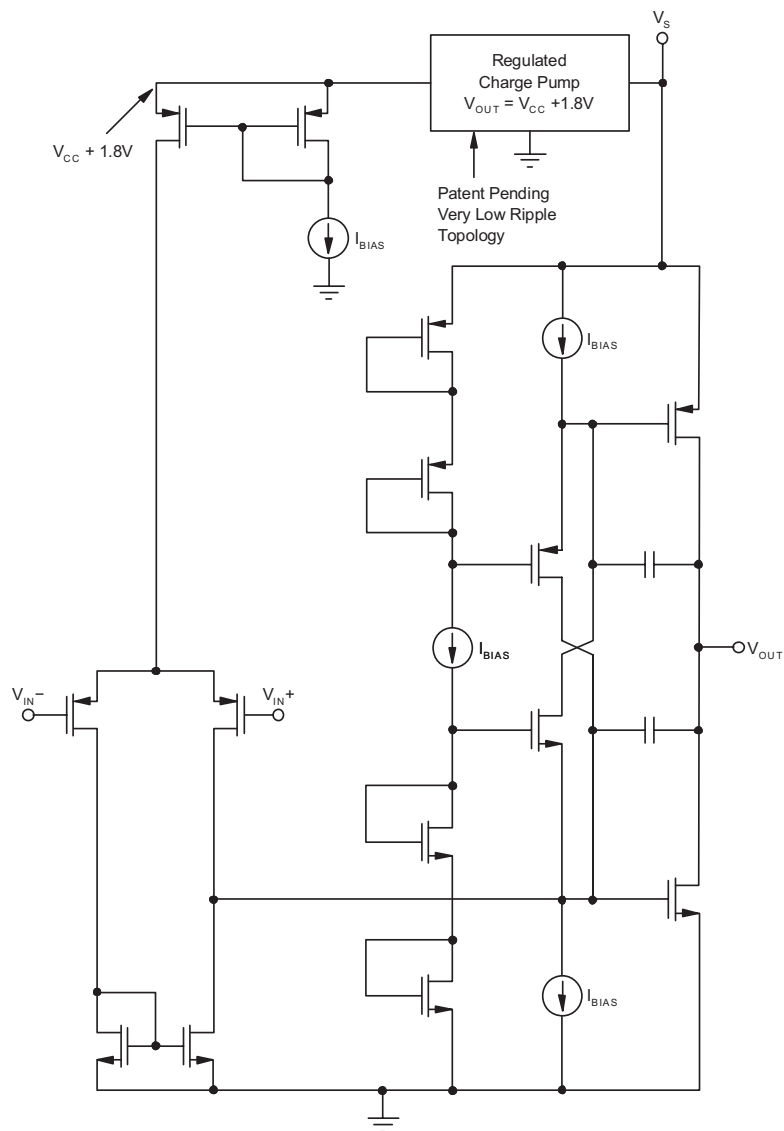 V_S
Regulated
Charge Pump
V_OUT = V_CC +1.8V
V_CC + 1.8V
Patent Pending
Very Low Ripple
Topology
I_BIAS
I_BIAS
I_BIAS
V_OUT
V_IN−
V_IN+
I_BIAS